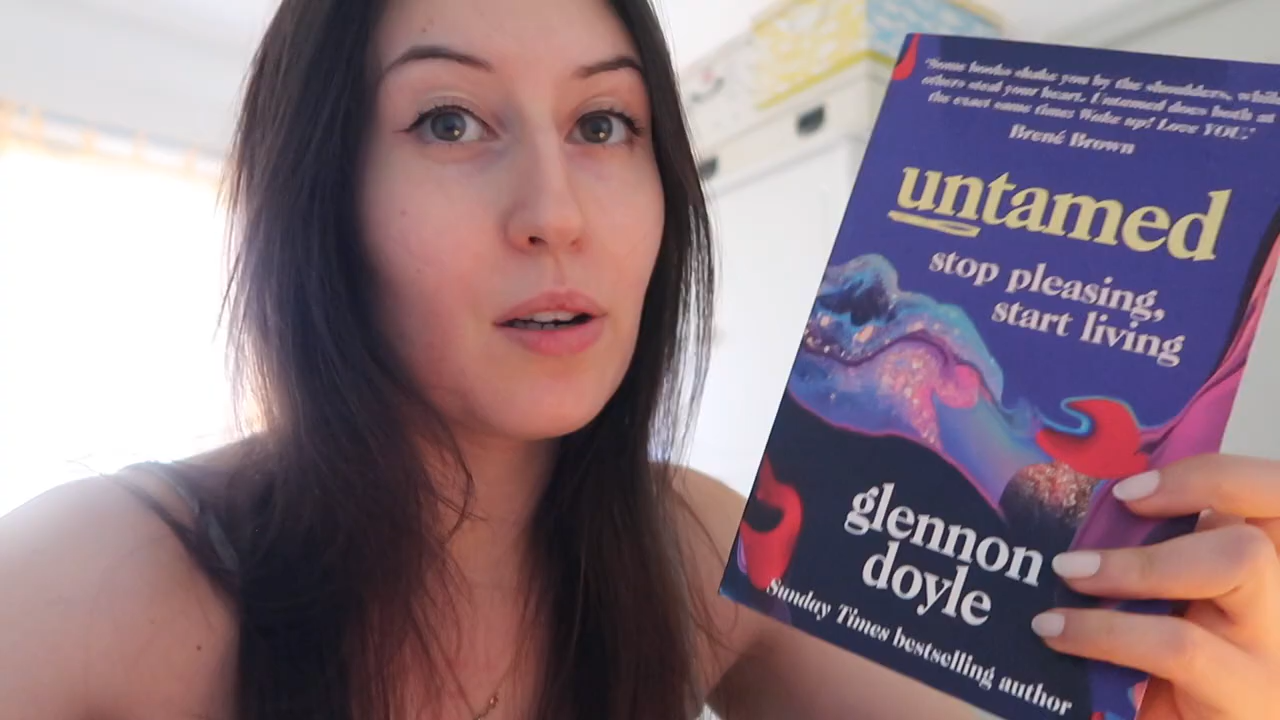 "Some books shake you by the shoulders, while
others steal your heart. Untamed does both at
the exact same time: Wake up! Love YOU."
Brené Brown
untamed
stop pleasing,
start living
glennon
doyle
Sunday Times bestselling author